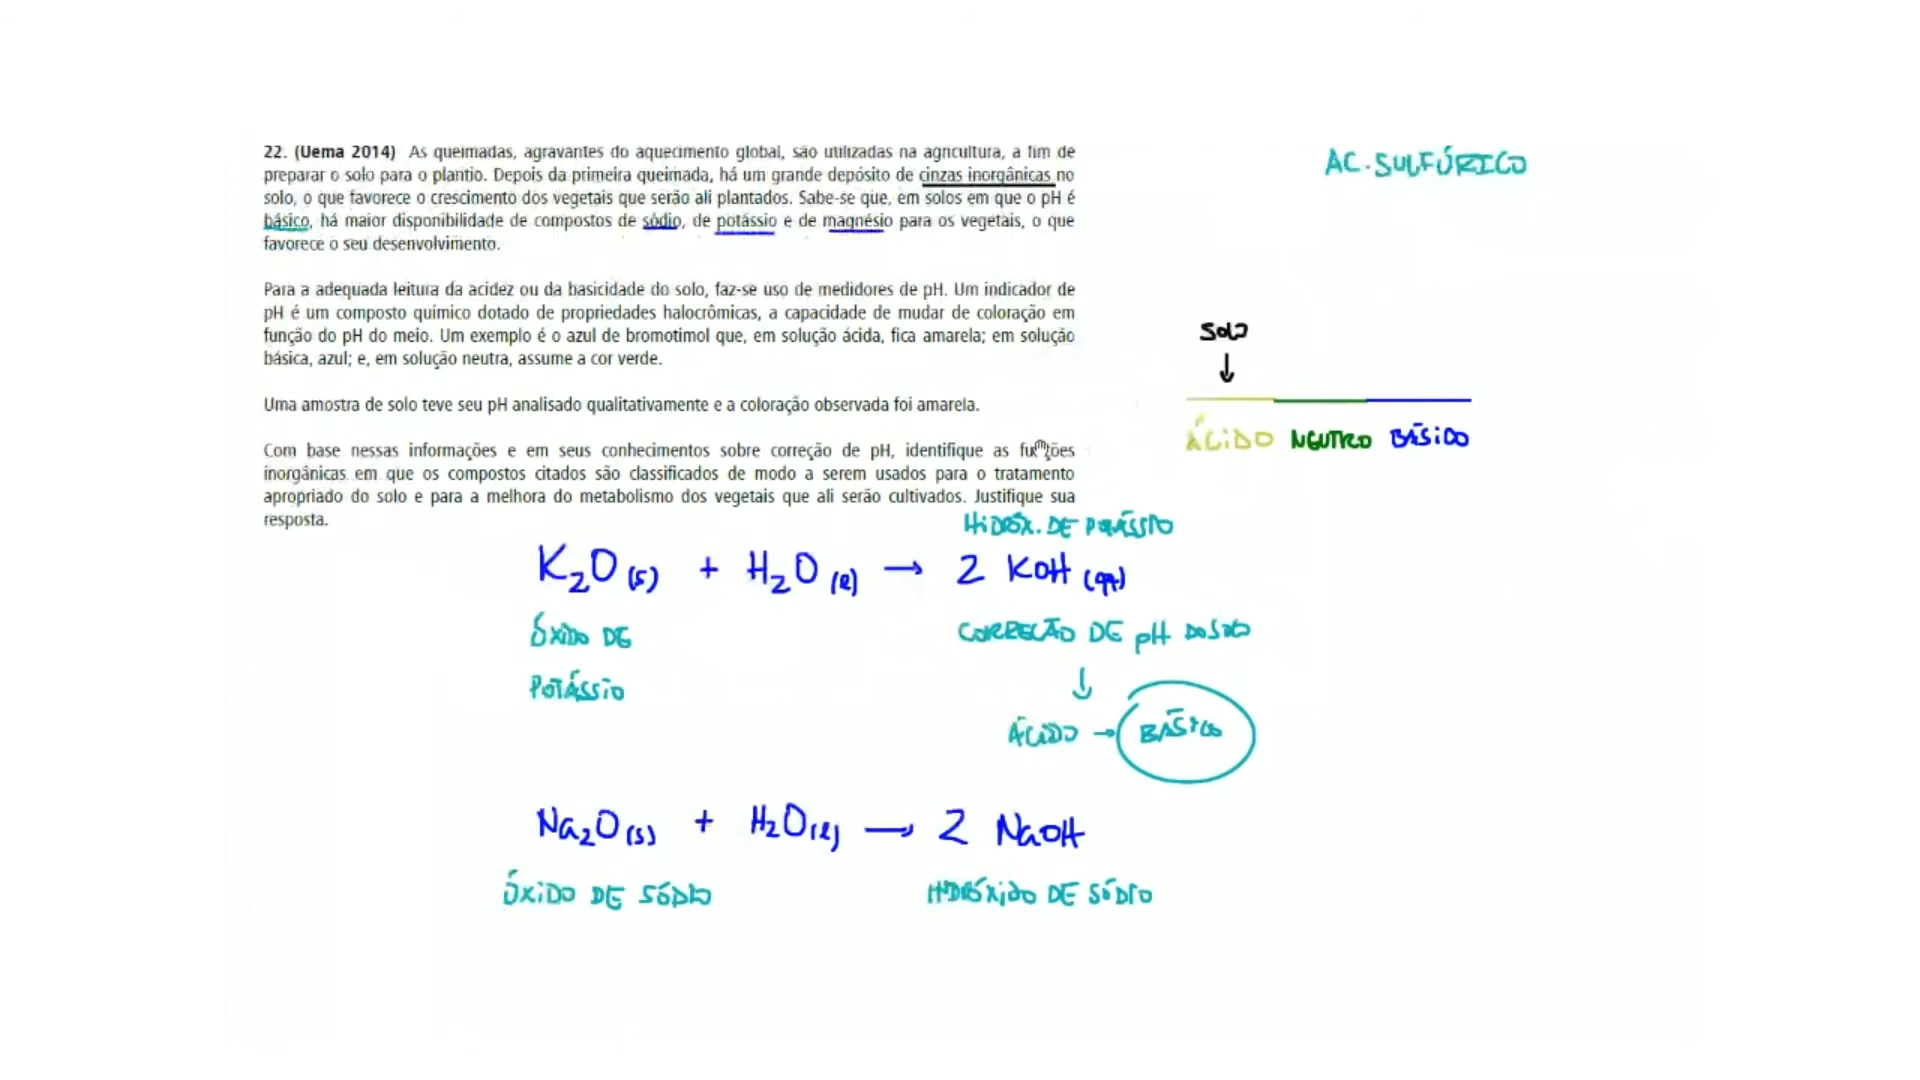 22. (Uema 2014) As queimadas, agravantes do aquecimento global, são utilizadas na agricultura, a fim de
preparar o solo para o plantio. Depois da primeira queimada, há um grande depósito de cinzas inorgânicas no
solo, o que favorece o crescimento dos vegetais que serão ali plantados. Sabe-se que, em solos em que o pH é
básico, há maior disponibilidade de compostos de sódio, de potássio e de magnésio para os vegetais, o que
favorece o seu desenvolvimento.
Para a adequada leitura da acidez ou da basicidade do solo, faz-se uso de medidores de pH. Um indicador de
pH é um composto químico dotado de propriedades halocrômicas, a capacidade de mudar de coloração em
função do pH do meio. Um exemplo é o azul de bromotimol que, em solução ácida, fica amarela; em solução
básica, azul; e, em solução neutra, assume a cor verde.
Uma amostra de solo teve seu pH analisado qualitativamente e a coloração observada foi amarela.
Com base nessas informações e em seus conhecimentos sobre correção de pH, identifique as funções
inorgânicas em que os compostos citados são classificados de modo a serem usados para o tratamento
apropriado do solo e para a melhora do metabolismo dos vegetais que ali serão cultivados. Justifique sua
resposta.
AC. SULFÚRICO
SOLO
↓
ÁCIDO NEUTRO BÁSICO
HIDRÓX. DE POTÁSSIO
K₂O (s) + H₂O (l) → 2 KOH (aq)
ÓXIDO DE
POTÁSSIO
CORREÇÃO DE pH DO SOLO
↓
ÁCIDO → BÁSICO
Na₂O (s) + H₂O (l) → 2 NaOH
ÓXIDO DE SÓDIO
HIDRÓXIDO DE SÓDIO